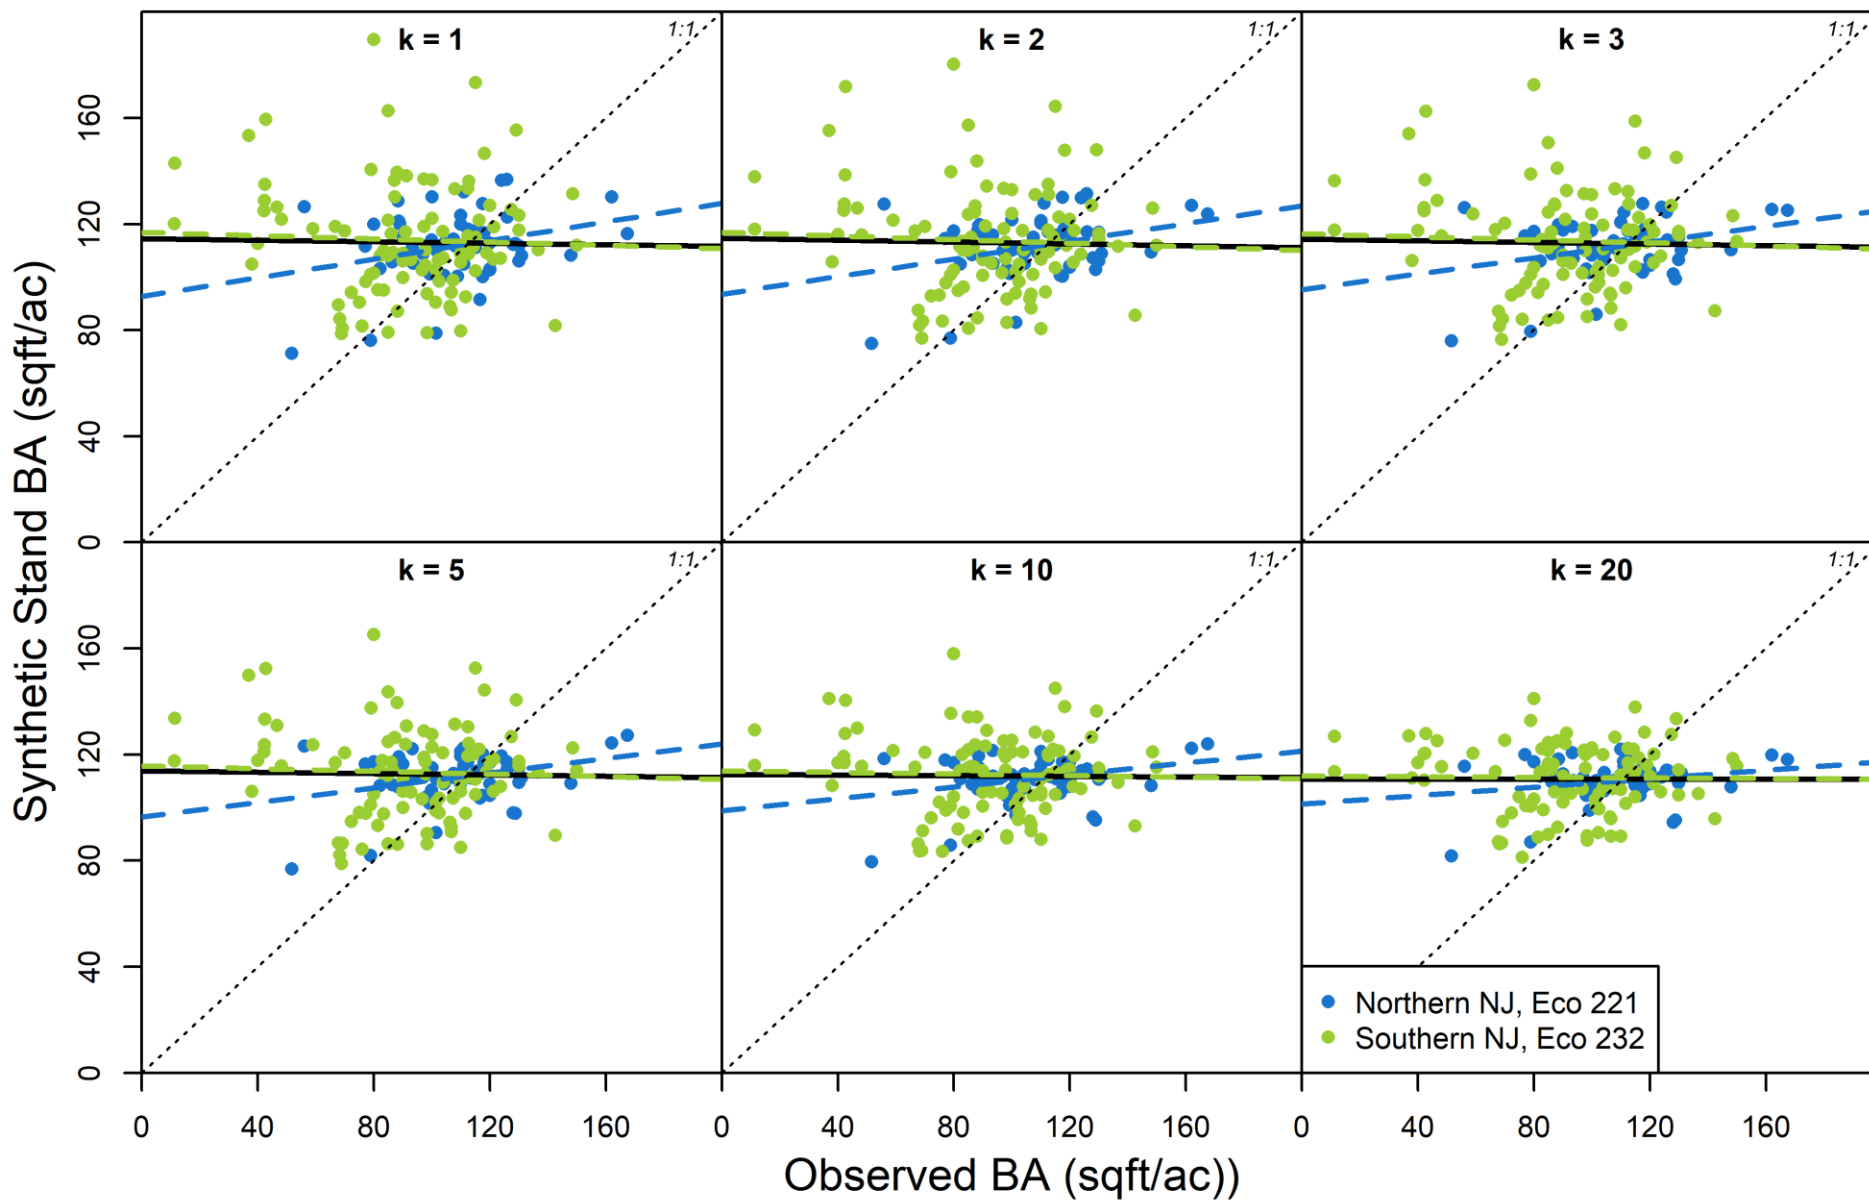 k = 1
1:1
k = 2
1:1
k = 3
1:1
160
120
80
40
0
k = 5
1:1
k = 10
1:1
k = 20
1:1
160
120
80
40
0
Synthetic Stand BA (sqft/ac)
Northern NJ, Eco 221
Southern NJ, Eco 232
0 40 80 120 160 0 40 80 120 160 0 40 80 120 160
Observed BA (sqft/ac))